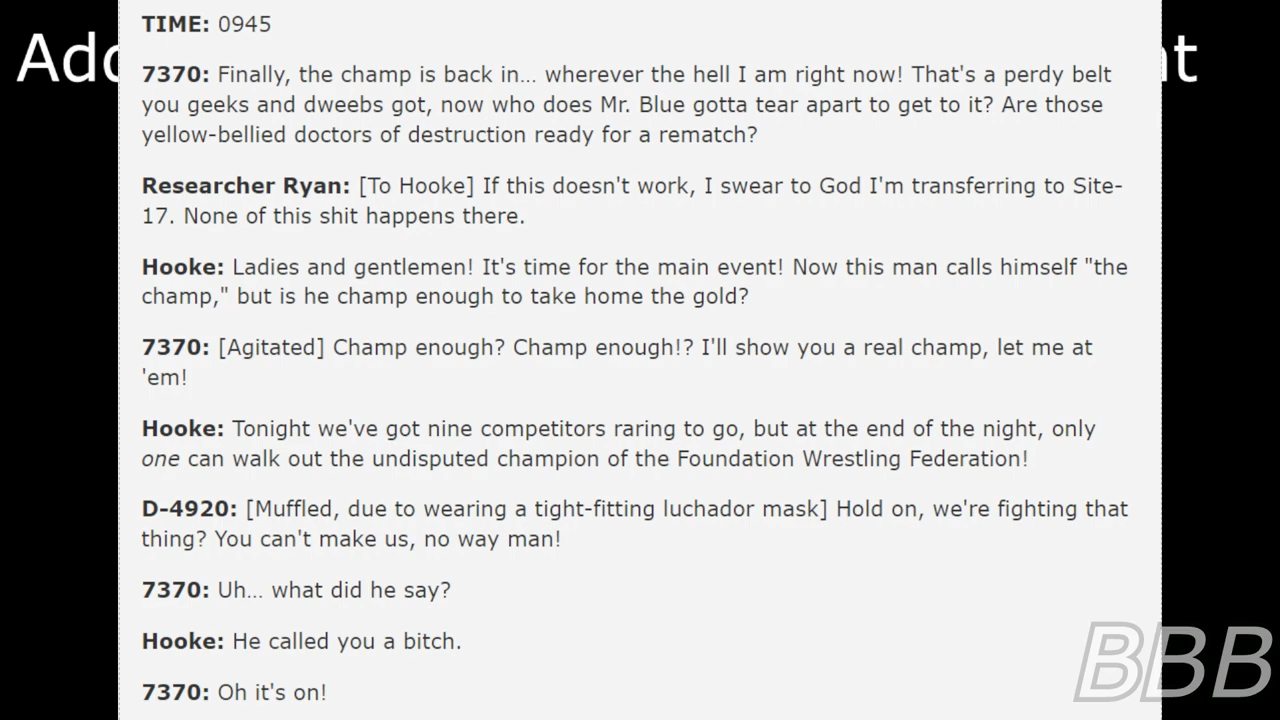 Add
nt
TIME: 0945
7370: Finally, the champ is back in... wherever the hell I am right now! That's a perdy belt
you geeks and dweebs got, now who does Mr. Blue gotta tear apart to get to it? Are those
yellow-bellied doctors of destruction ready for a rematch?
Researcher Ryan: [To Hooke] If this doesn't work, I swear to God I'm transferring to Site-
17. None of this shit happens there.
Hooke: Ladies and gentlemen! It's time for the main event! Now this man calls himself "the
champ," but is he champ enough to take home the gold?
7370: [Agitated] Champ enough? Champ enough!? I'll show you a real champ, let me at
'em!
Hooke: Tonight we've got nine competitors raring to go, but at the end of the night, only
one can walk out the undisputed champion of the Foundation Wrestling Federation!
D-4920: [Muffled, due to wearing a tight-fitting luchador mask] Hold on, we're fighting that
thing? You can't make us, no way man!
7370: Uh... what did he say?
Hooke: He called you a bitch.
7370: Oh it's on!
BBB